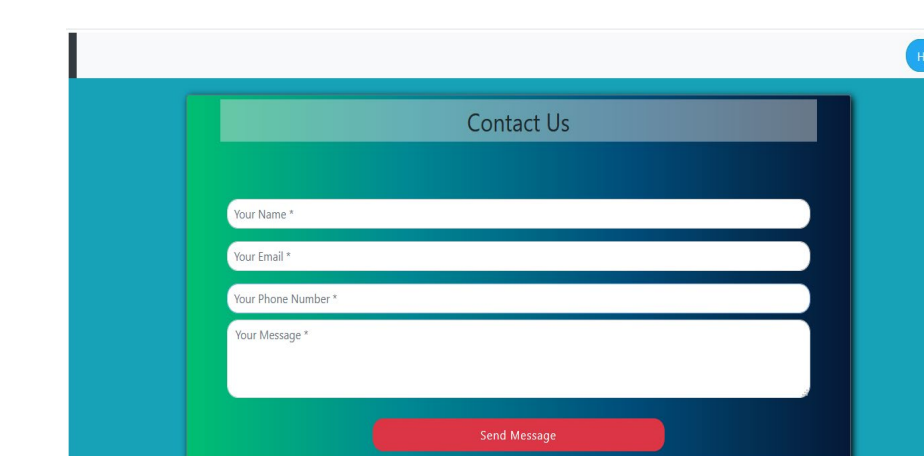 Contact Us
Your Name *
Your Email *
Your Phone Number *
Your Message *
Send Message